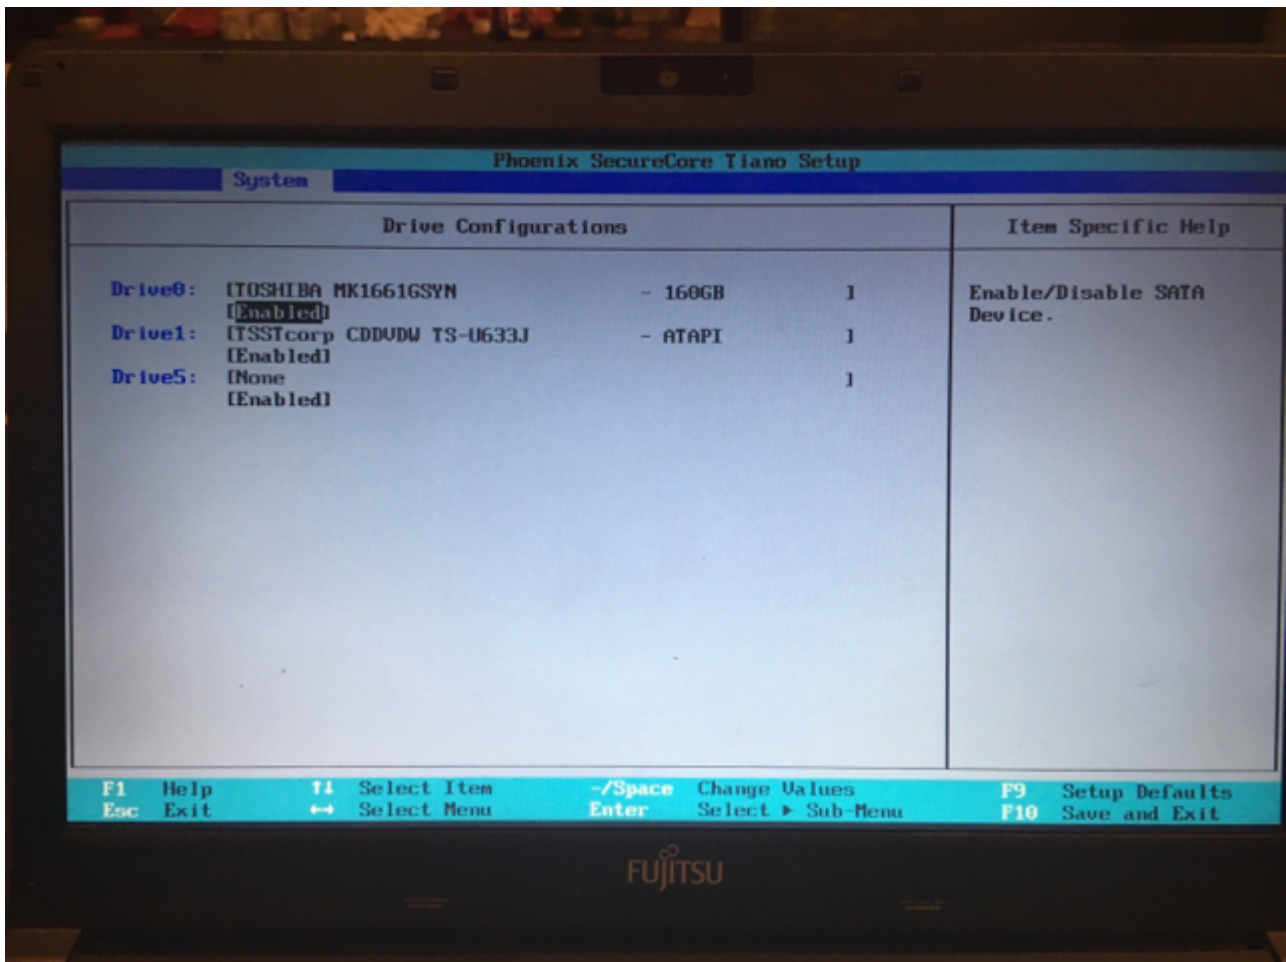 Phoenix SecureCore Tiano Setup
System
Drive Configurations
Item Specific Help
Drive0: [TOSHIBA MK1661GSYN - 160GB ]
[Enabled]
Drive1: [TSSTcorp CDDVDW TS-U633J - ATAPI ]
[Enabled]
Drive5: [None ]
[Enabled]
Enable/Disable SATA
Device.
F1 Help ↑↓ Select Item -/Space Change Values F9 Setup Defaults
Esc Exit ↔ Select Menu Enter Select ▶ Sub-Menu F10 Save and Exit
FUJITSU